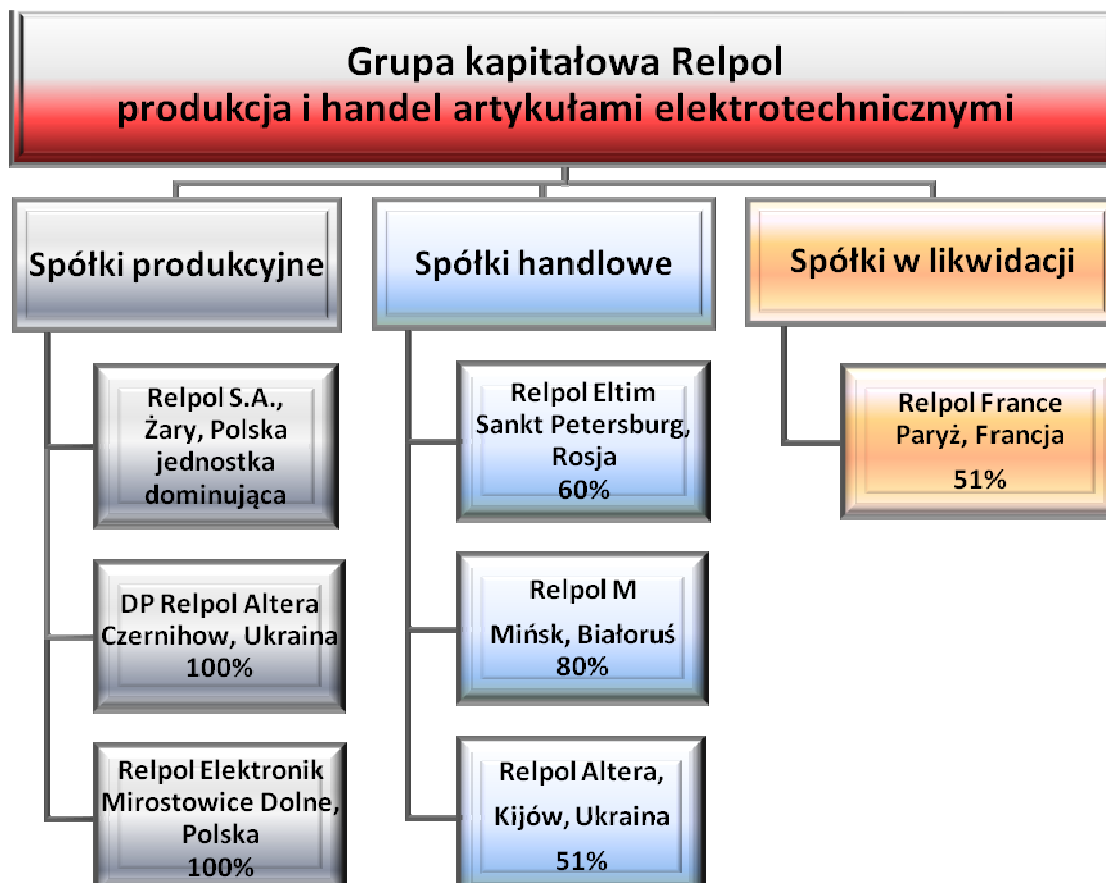 Grupa kapitałowa Relpol
produkcja i handel artykułami elektrotechnicznymi
Spółki produkcyjne
Relpol S.A.,
Żary, Polska
jednostka
dominująca
DP Relpol Altera
Czernihow, Ukraina
100%
Relpol Elektronik
Mirostowice Dolne,
Polska
100%
Spółki handlowe
Relpol Eltim
Sankt Petersburg,
Rosja
60%
Relpol M
Mińsk, Białoruś
80%
Relpol Altera,
Kijów, Ukraina
51%
Spółki w likwidacji
Relpol France
Paryż, Francja
51%